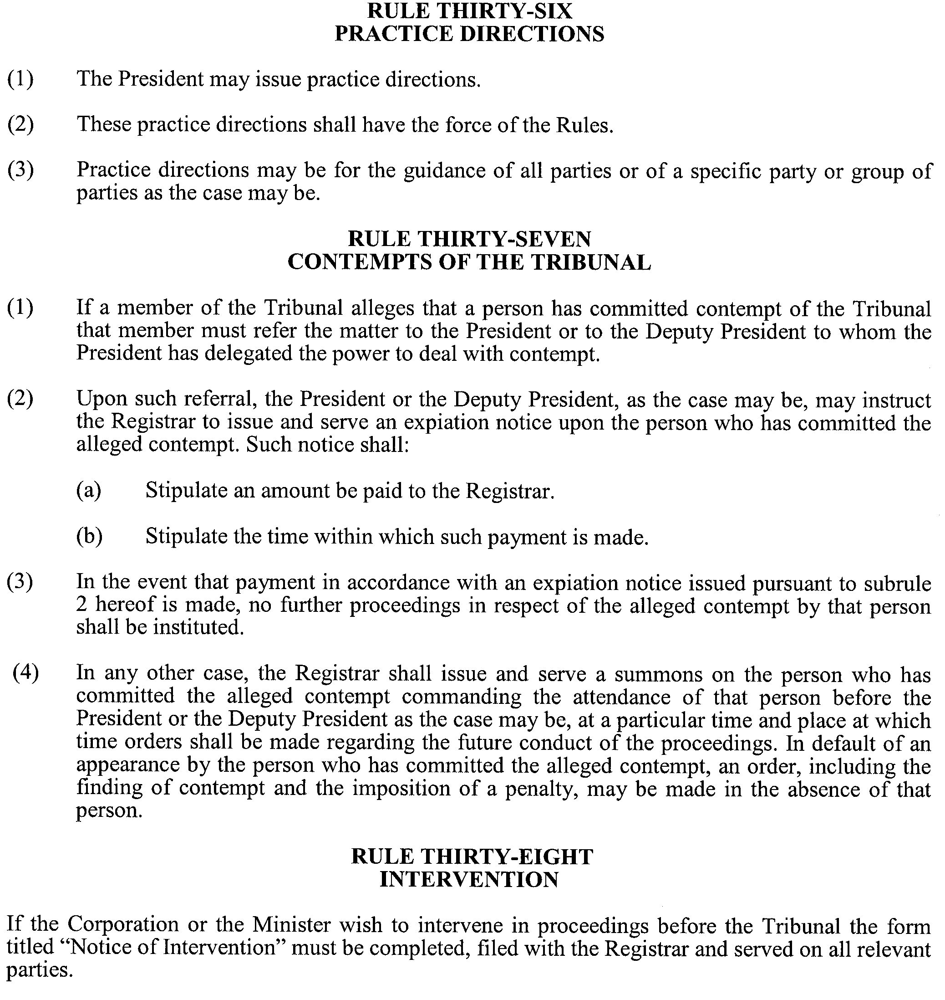 RULE THIRTY-SIX
PRACTICE DIRECTIONS
(1) The President may issue practice directions.
(2) These practice directions shall have the force of the Rules.
(3) Practice directions may be for the guidance of all parties or of a specific party or group of
parties as the case may be.
RULE THIRTY-SEVEN
CONTEMPTS OF THE TRIBUNAL
(1) If a member of the Tribunal alleges that a person has committed contempt of the Tribunal
that member must refer the matter to the President or to the Deputy President to whom the
President has delegated the power to deal with contempt.
(2) Upon such referral, the President or the Deputy President, as the case may be, may instruct
the Registrar to issue and serve an expiation notice upon the person who has committed the
alleged contempt. Such notice shall:
(a) Stipulate an amount be paid to the Registrar.
(b) Stipulate the time within which such payment is made.
(3) In the event that payment in accordance with an expiation notice issued pursuant to subrule
2 hereof is made, no further proceedings in respect of the alleged contempt by that person
shall be instituted.
(4) In any other case, the Registrar shall issue and serve a summons on the person who has
committed the alleged contempt commanding the attendance of that person before the
President or the Deputy President as the case may be, at a particular time and place at which
time orders shall be made regarding the future conduct of the proceedings. In default of an
appearance by the person who has committed the alleged contempt, an order, including the
finding of contempt and the imposition of a penalty, may be made in the absence of that
person.
RULE THIRTY-EIGHT
INTERVENTION
If the Corporation or the Minister wish to intervene in proceedings before the Tribunal the form
titled “Notice of Intervention” must be completed, filed with the Registrar and served on all relevant
parties.